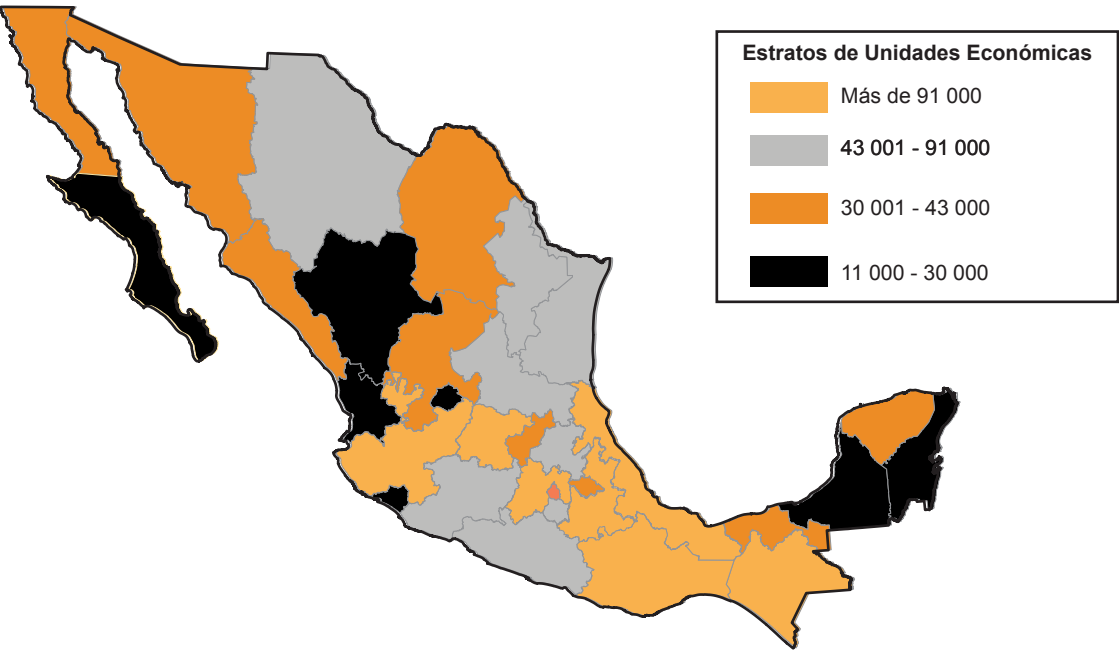 Estratos de Unidades Económicas
Más de 91 000
43 001 - 91 000
30 001 - 43 000
11 000 - 30 000